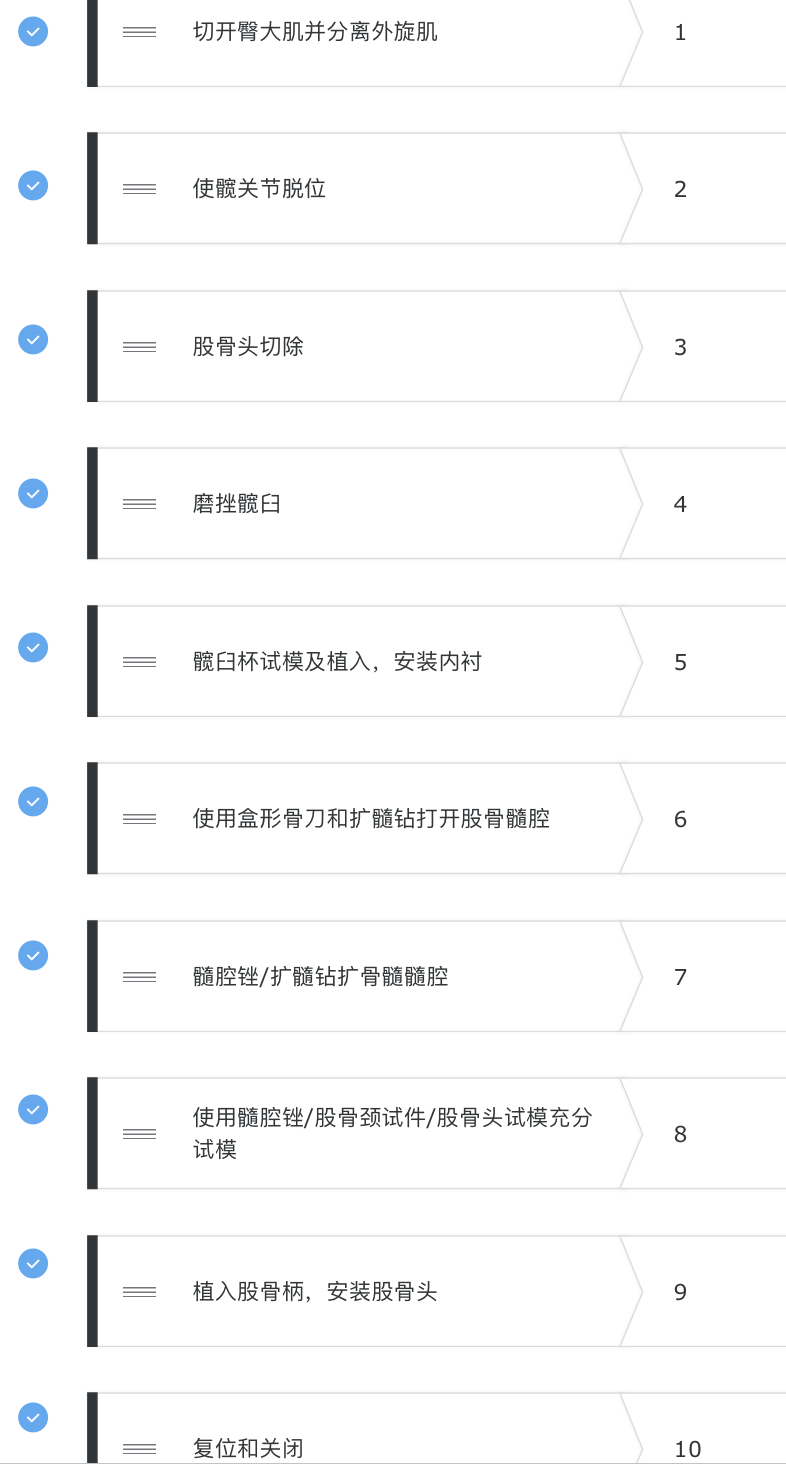 切开臀大肌并分离外旋肌 1
使髋关节脱位 2
股骨头切除 3
磨挫髋臼 4
髋臼杯试模及植入，安装内衬 5
使用盒形骨刀和扩髓钻打开股骨髓腔 6
髓腔锉/扩髓钻扩骨髓髓腔 7
使用髓腔锉/股骨颈试件/股骨头试模充分 8
试模
植入股骨柄，安装股骨头 9
复位和关闭 10